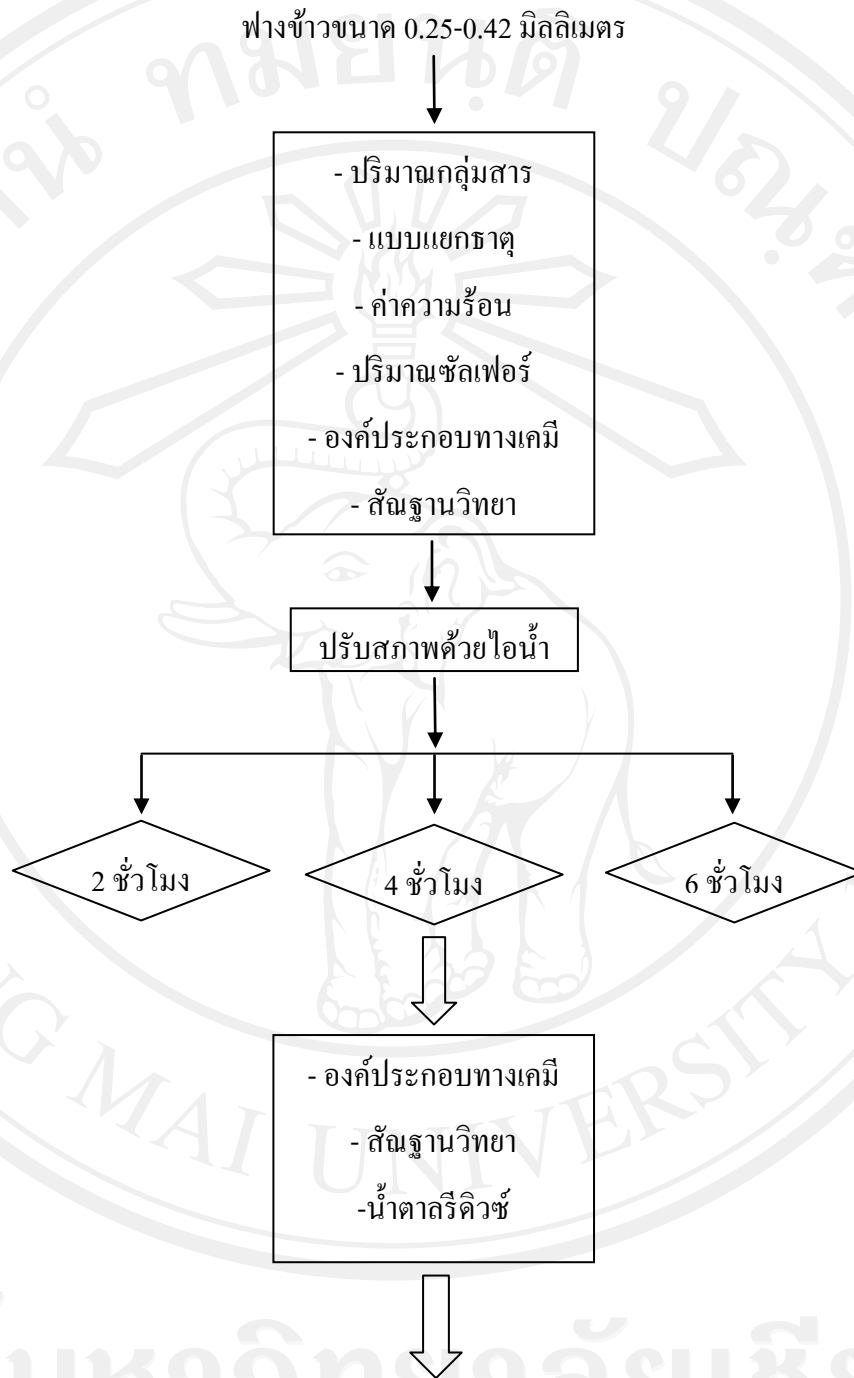 ฟางข้าวขนาด 0.25-0.42 มิลลิเมตร
- ปริมาณกลุ่มสาร
- แบบแยกธาตุ
- ค่าความร้อน
- ปริมาณซัลเฟอร์
- องค์ประกอบทางเคมี
- สัณฐานวิทยา
ปรับสภาพด้วยไอน้ำ
2 ชั่วโมง
4 ชั่วโมง
6 ชั่วโมง
- องค์ประกอบทางเคมี
- สัณฐานวิทยา
-น้ำตาลรีดิวซ์
MAI UNIVERSITY